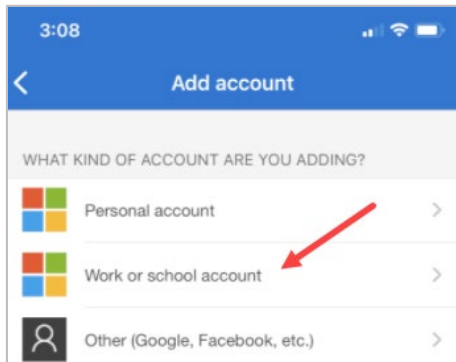 3:08
Add account
WHAT KIND OF ACCOUNT ARE YOU ADDING?
Personal account
Work or school account
Other (Google, Facebook, etc.)